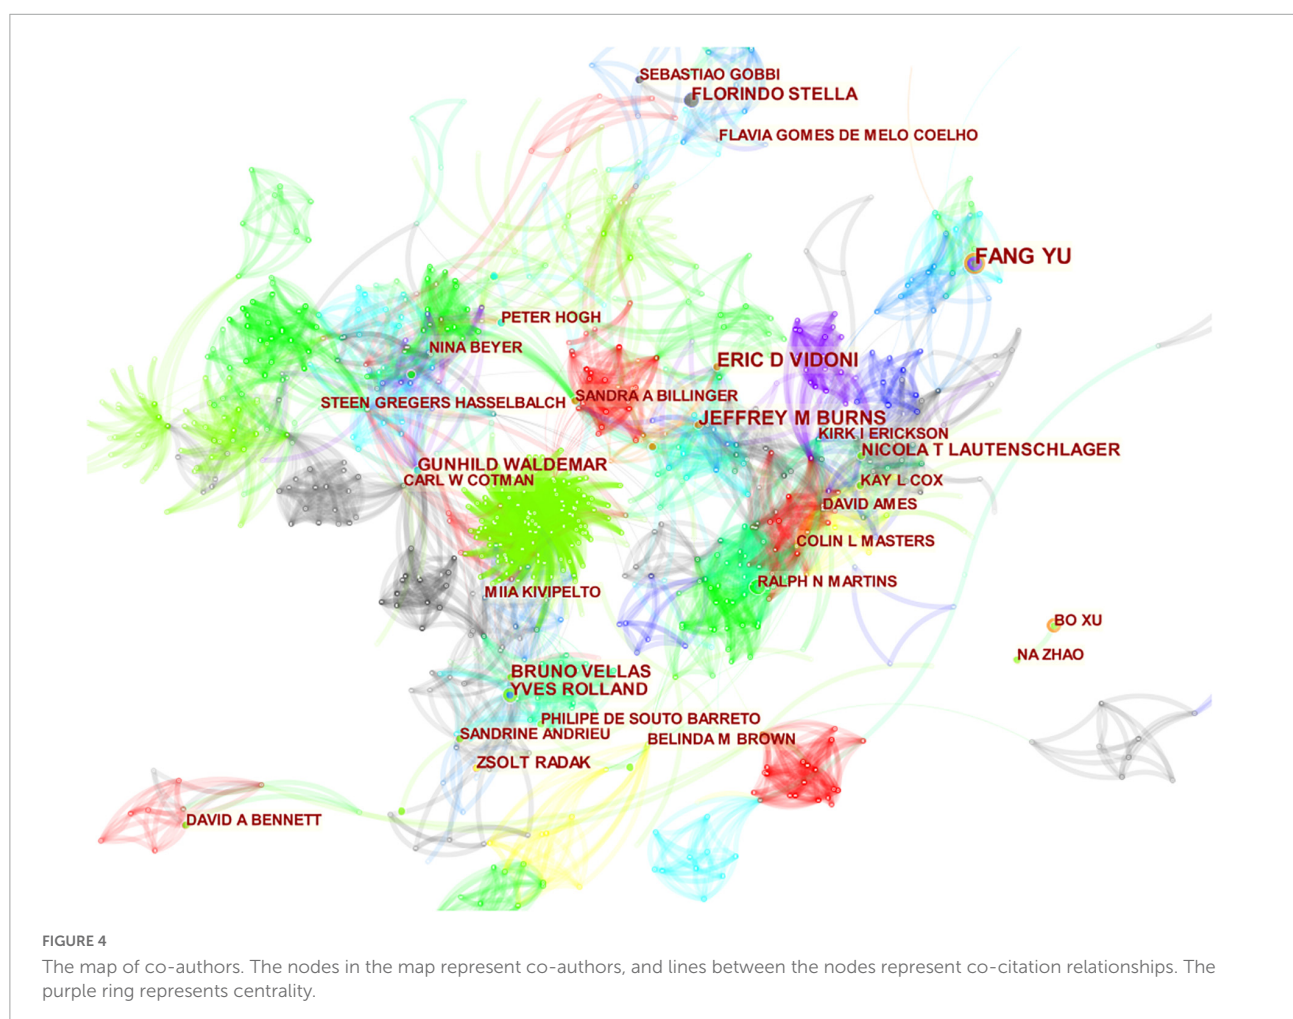 SEBASTIAO GOBBI
FLORINDO STELLA
FLAVIA GOMES DE MELO COELHO
FANG YU
PETER HOGH
NINA BEYER
ERIC D VIDONI
STEEN GREGERS HASSELBALCH
SANDRA A BILLINGER
JEFFREY M BURNS
KIRK I ERICKSON
NICOLA T LAUTENSCHLAGER
GUNHILD WALDEMAR
CARL W COTMAN
KAY L COX
DAVID AMES
COLIN L MASTERS
RALPH N MARTINS
MIIA KIVIPELTO
BO XU
NA ZHAO
BRUNO VELLAS
YVES ROLLAND
PHILIPE DE SOUTO BARRETO
SANDRINE ANDRIEU
BELINDA M BROWN
ZSOLT RADAK
DAVID A BENNETT
FIGURE 4
The map of co-authors. The nodes in the map represent co-authors, and lines between the nodes represent co-citation relationships. The
purple ring represents centrality.